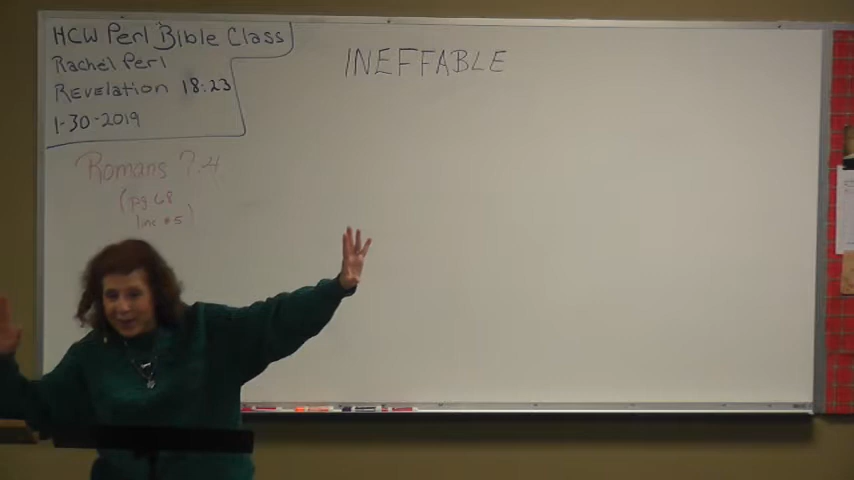 HCW Perl Bible Class
Rachel Perl
Revelation 18:23
1-30-2019
INEFFABLE
Romans 7:4
(pg 68
line #5)